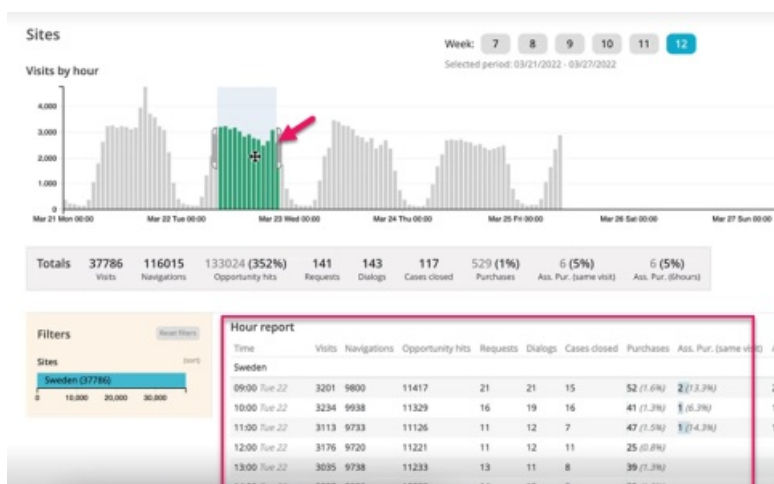 Sites
Week: 7 8 9 10 11 12
Selected period: 03/21/2022 - 03/27/2022
Visits by hour
4,000
3,000
2,000
1,000
0
Mar 21 Mon 00:00 Mar 22 Tue 00:00 Mar 23 Wed 00:00 Mar 24 Thu 00:00 Mar 25 Fri 00:00 Mar 26 Sat 00:00 Mar 27 Sun 00:00
Totals 37786 116015 133024 (352%) 141 143 117 529 (1%) 6 (5%) 6 (5%)
Visits Navigations Opportunity hits Requests Dialogs Cases closed Purchases Ass. Pur. (same visit) Ass. Pur. (6hours)
Filters Reset filters
Sites (sort)
Sweden (37786)
0 10,000 20,000 30,000
Hour report
Time Visits Navigations Opportunity hits Requests Dialogs Cases closed Purchases Ass. Pur. (same visit)
Sweden
09:00 Tue 22 3201 9800 11417 21 21 15 52 (1.6%) 2 (13.3%)
10:00 Tue 22 3234 9938 11329 16 19 16 41 (1.3%) 1 (6.3%)
11:00 Tue 22 3113 9733 11126 11 12 7 47 (1.5%) 1 (14.3%)
12:00 Tue 22 3176 9720 11221 11 12 11 25 (0.8%)
13:00 Tue 22 3035 9738 11233 13 11 8 39 (1.3%)